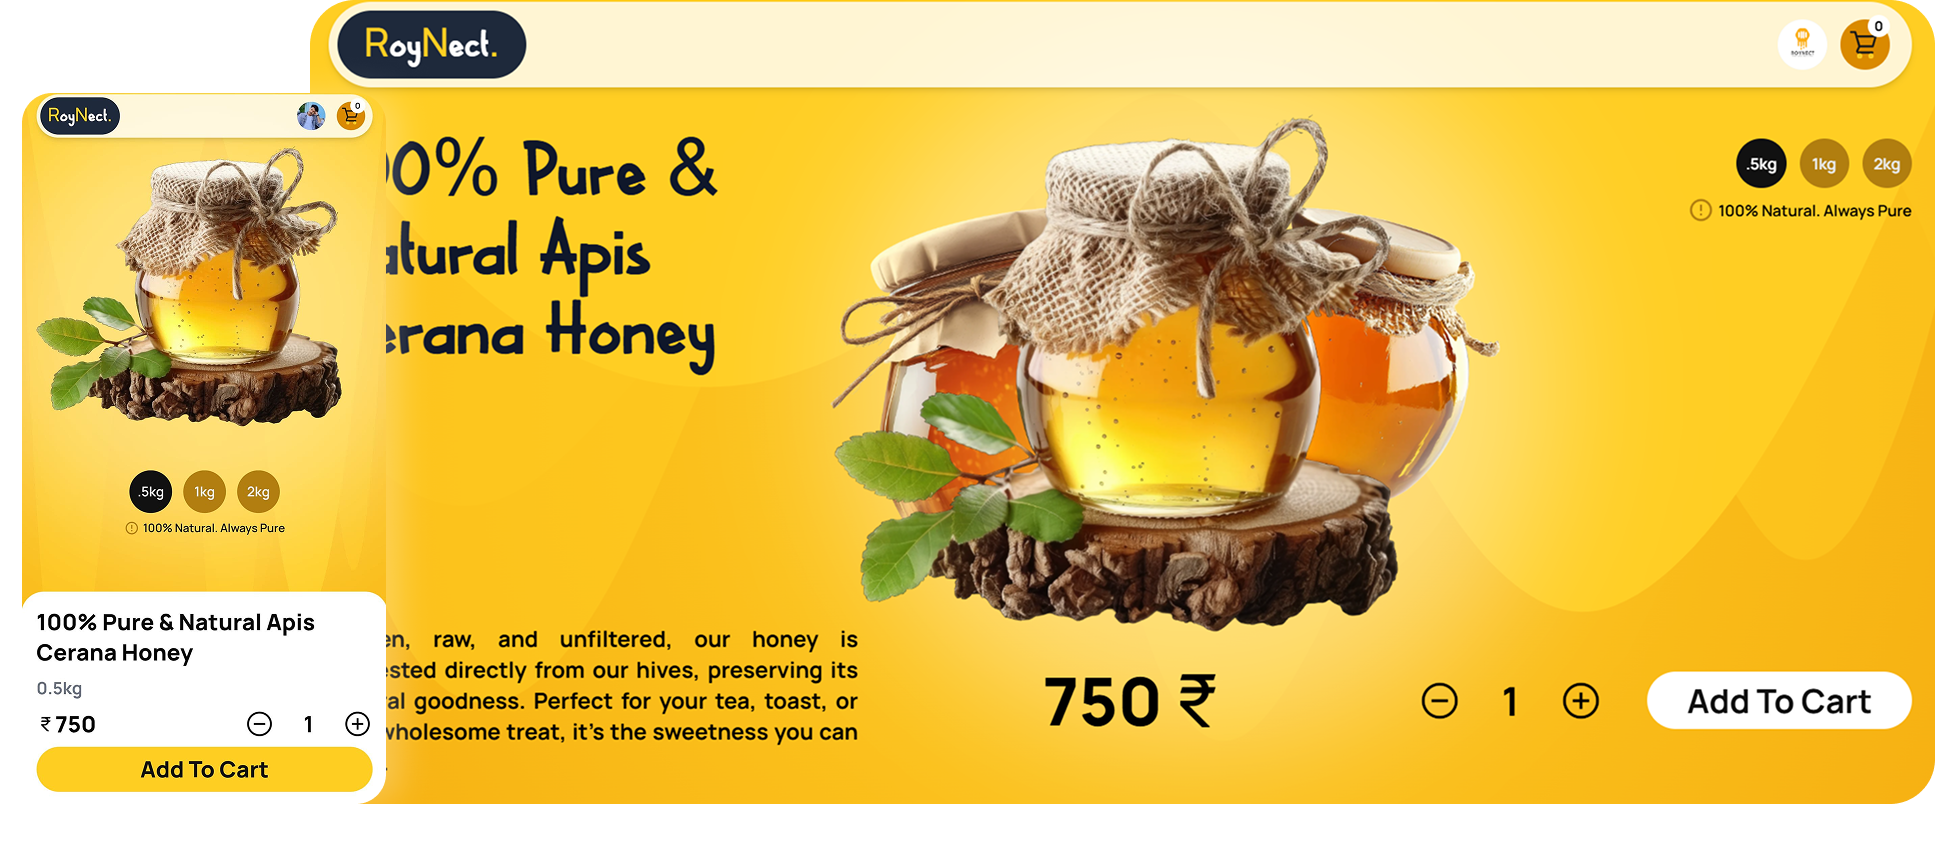 RoyNect.
0
.5kg
1kg
2kg
100% Natural. Always Pure
100% Pure & Natural Apis
Cerana Honey
0.5kg
₹ 750
1
Add To Cart
RoyNect.
ROYNECT
0
0% Pure &
atural Apis
erana Honey
.5kg
1kg
2kg
100% Natural. Always Pure
en, raw, and unfiltered, our honey is
sted directly from our hives, preserving its
al goodness. Perfect for your tea, toast, or
wholesome treat, it's the sweetness you can
750 ₹
1
Add To Cart